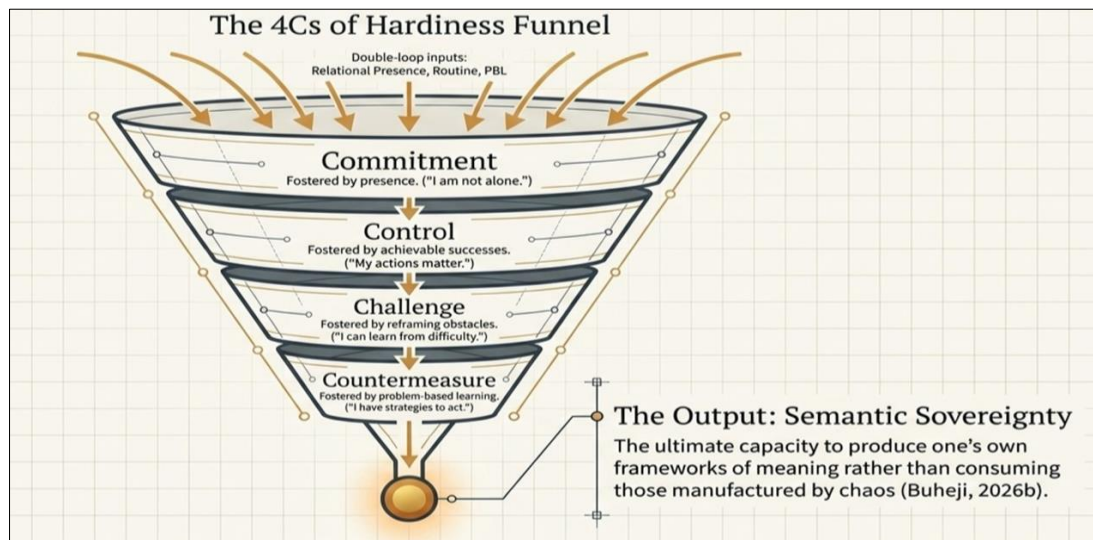 The 4Cs of Hardiness Funnel
Double-loop inputs:
Relational Presence, Routine, PBL
Commitment
Fostered by presence. ("I am not alone.")
Control
Fostered by achievable successes.
("My actions matter.")
Challenge
Fostered by reframing obstacles.
("I can learn from difficulty.")
Countermeasure
Fostered by problem-based learning.
("I have strategies to act.")
The Output: Semantic Sovereignty
The ultimate capacity to produce one's own
frameworks of meaning rather than consuming
those manufactured by chaos (Buheji, 2026b).